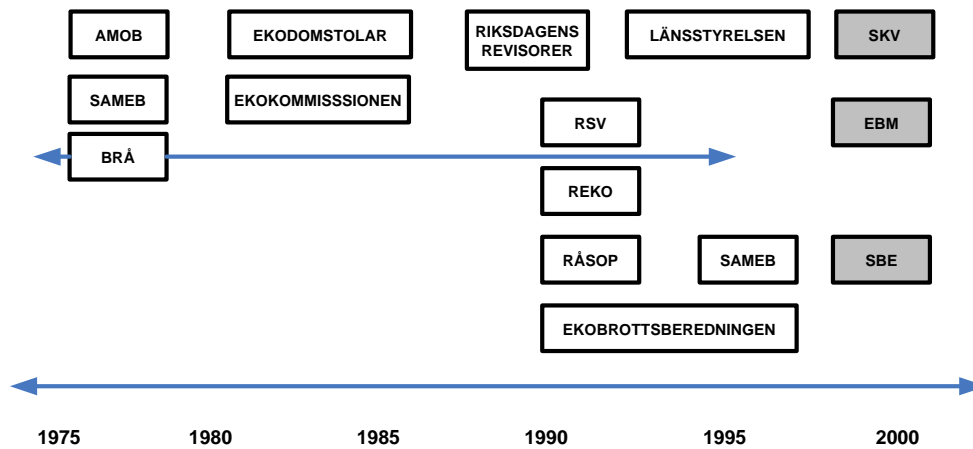 AMOB
EKODOMSTOLAR
RIKSDAGENS
REVISORER
LÄNSSTYRELSEN
SKV
SAMEB
EKOKOMMISSSIONEN
RSV
EBM
BRÅ
REKO
RÅSOP
SAMEB
SBE
EKOBROTTSBEREDNINGEN
1975
1980
1985
1990
1995
2000